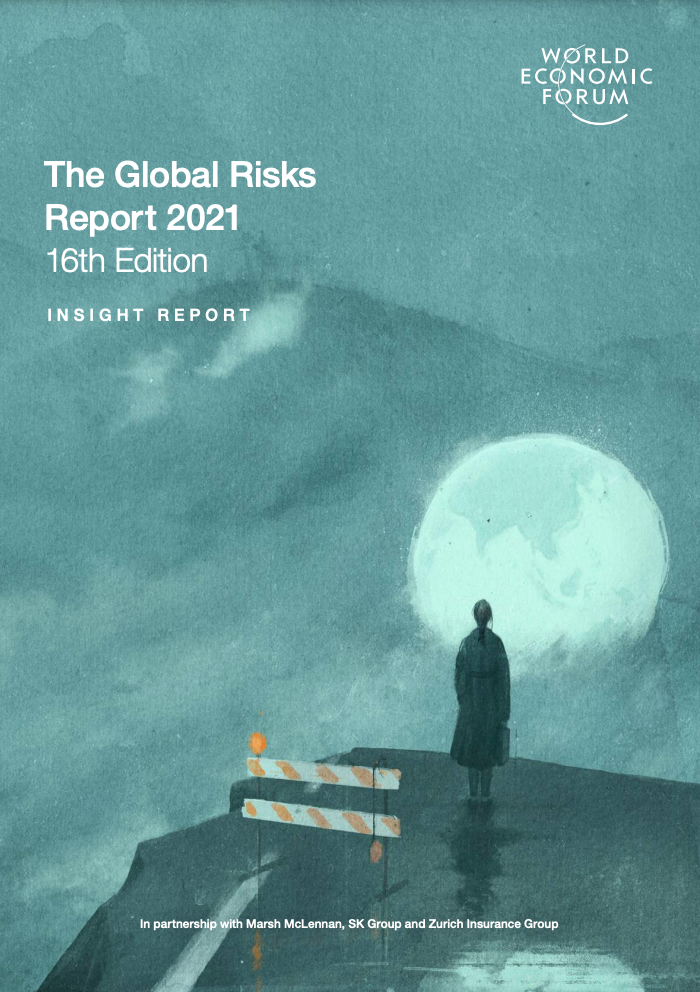 WORLD
ECONOMIC
FORUM
The Global Risks
Report 2021
16th Edition
INSIGHT REPORT
In partnership with Marsh McLennan, SK Group and Zurich Insurance Group